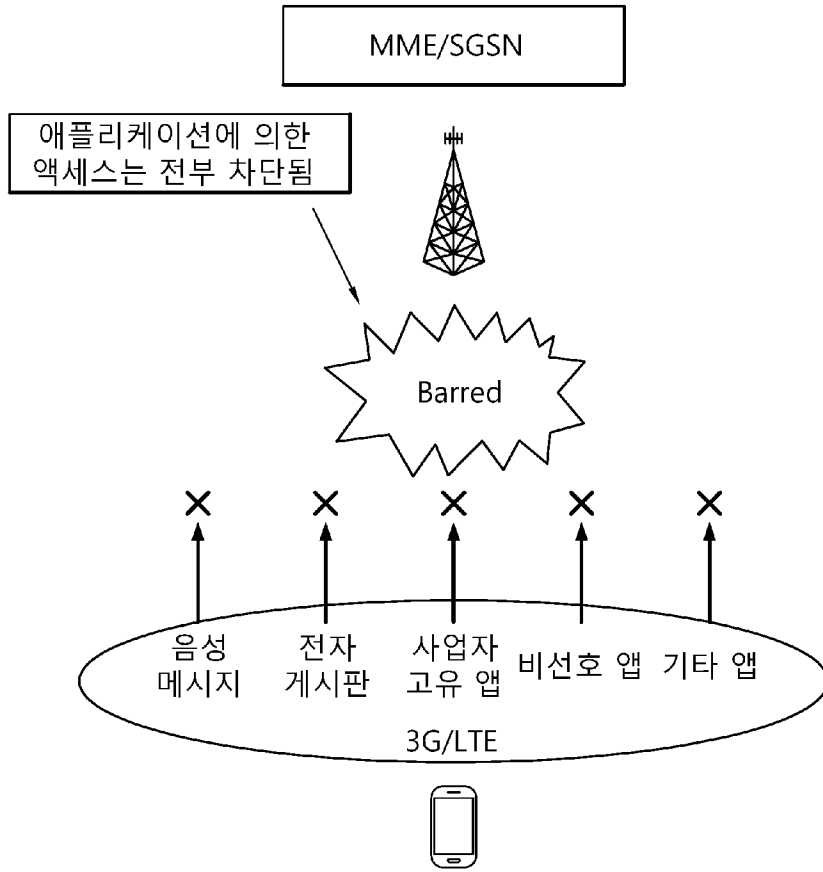 MME/SGSN
애플리케이션에 의한
액세스는 전부 차단됨
Barred
음성
메시지
전자
게시판
사업자
고유 앱
비선호 앱
기타 앱
3G/LTE